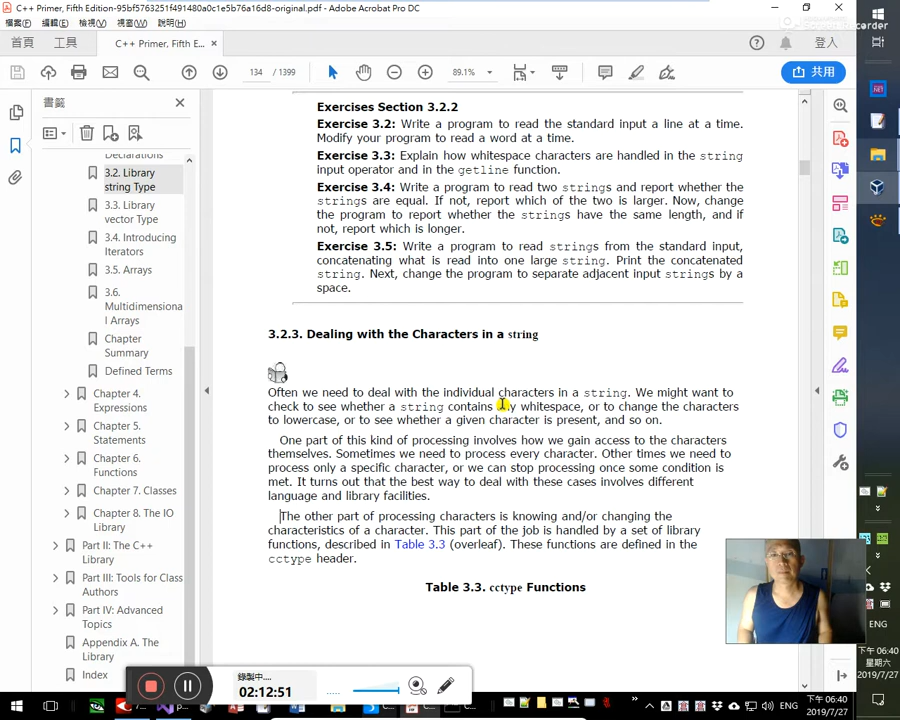 C++ Primer, Fifth Edition-95bf5763251f491480a0c1e5b76a16d8-original.pdf - Adobe Acrobat Pro DC
檔案(F) 編輯(E) 檢視(V) 視窗(W) 說明(H)
首頁 工具 C++ Primer, Fifth E... × 登入
134 / 1399 89.1% 共用
書籤
Declarations
3.2. Library
string Type
3.3. Library
vector Type
3.4. Introducing
Iterators
3.5. Arrays
3.6.
Multidimensiona
l Arrays
Chapter
Summary
Defined Terms
Chapter 4.
Expressions
Chapter 5.
Statements
Chapter 6.
Functions
Chapter 7. Classes
Chapter 8. The IO
Library
Part II: The C++
Library
Part III: Tools for Class
Authors
Part IV: Advanced
Topics
Appendix A. The
Library
Index
Exercises Section 3.2.2
Exercise 3.2: Write a program to read the standard input a line at a time.
Modify your program to read a word at a time.
Exercise 3.3: Explain how whitespace characters are handled in the string
input operator and in the getline function.
Exercise 3.4: Write a program to read two strings and report whether the
strings are equal. If not, report which of the two is larger. Now, change
the program to report whether the strings have the same length, and if
not, report which is longer.
Exercise 3.5: Write a program to read strings from the standard input,
concatenating what is read into one large string. Print the concatenated
string. Next, change the program to separate adjacent input strings by a
space.
3.2.3. Dealing with the Characters in a string
Often we need to deal with the individual characters in a string. We might want to
check to see whether a string contains any whitespace, or to change the characters
to lowercase, or to see whether a given character is present, and so on.
One part of this kind of processing involves how we gain access to the characters
themselves. Sometimes we need to process every character. Other times we need to
process only a specific character, or we can stop processing once some condition is
met. It turns out that the best way to deal with these cases involves different
language and library facilities.
The other part of processing characters is knowing and/or changing the
characteristics of a character. This part of the job is handled by a set of library
functions, described in Table 3.3 (overleaf). These functions are defined in the
cctype header.
Table 3.3. cctype Functions
錄製中....
02:12:51
ENG
下午 06:40
星期六
2019/7/27
ENG
下午 06:40
2019/7/27